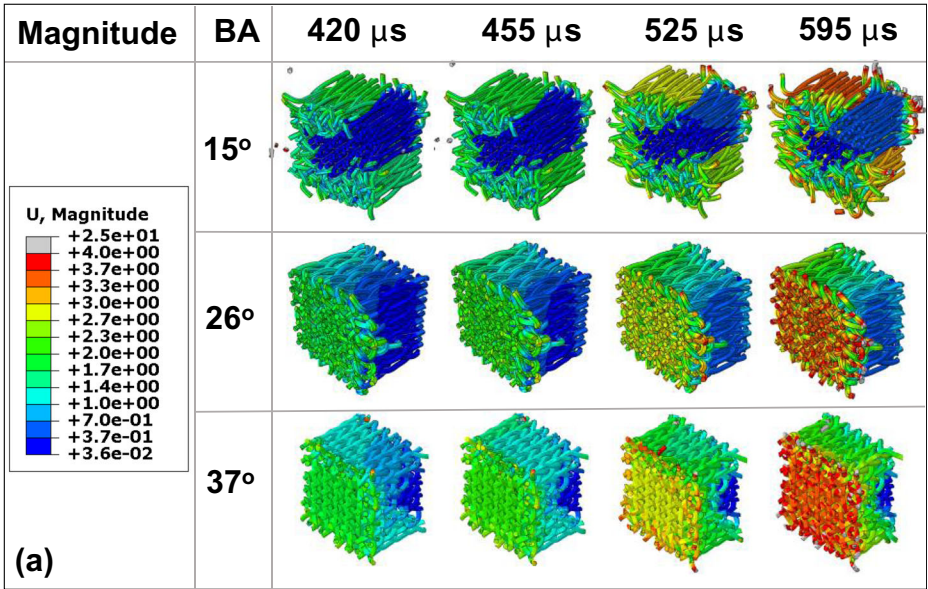 Magnitude BA 420 μs 455 μs 525 μs 595 μs
15°
U, Magnitude
+2.5e+01
+4.0e+00
+3.7e+00
+3.3e+00
+3.0e+00
+2.7e+00
+2.3e+00
+2.0e+00
+1.7e+00
+1.4e+00
+1.0e+00
+7.0e-01
+3.7e-01
+3.6e-02
26°
37°
(a)